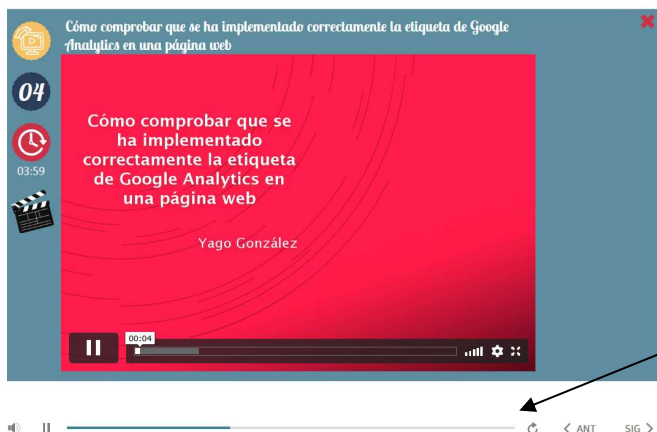 Cómo comprobar que se ha implementado correctamente la etiqueta de Google
Analytics en una página web
04
03:59
Cómo comprobar que se
ha implementado
correctamente la etiqueta
de Google Analytics en
una página web
Yago González
00:04
ANT
SIG